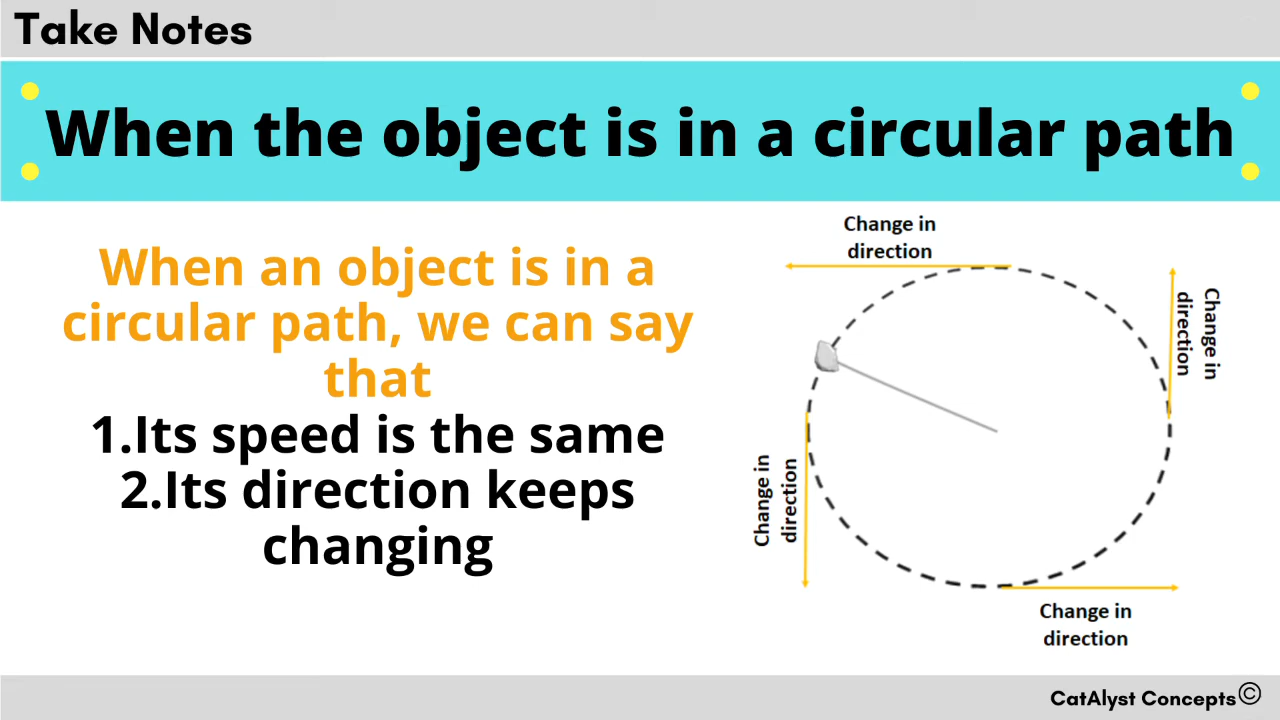 Take Notes
When the object is in a circular path
When an object is in a
circular path, we can say
that
1.Its speed is the same
2.Its direction keeps
changing
Change in
direction
Change in
direction
Change in
direction
Change in
direction
CatAlyst Concepts©